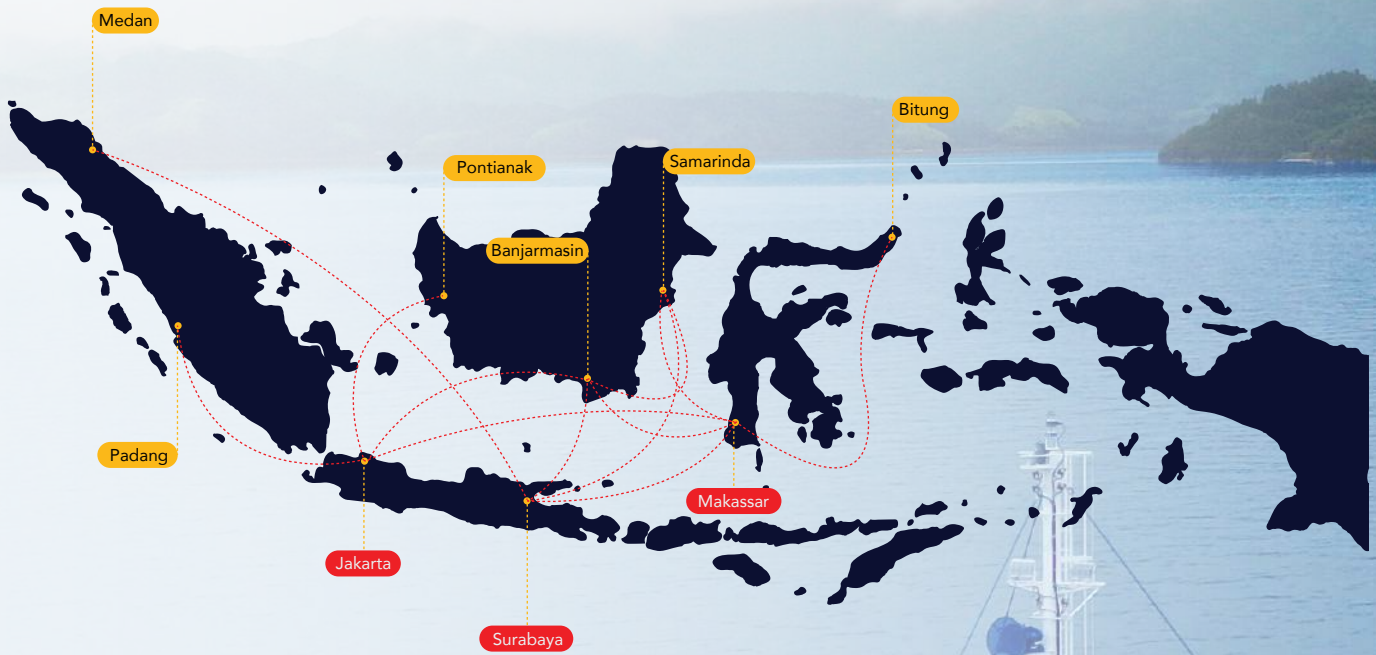 Medan
Bitung
Pontianak
Samarinda
Banjarmasin
Padang
Makassar
Jakarta
Surabaya